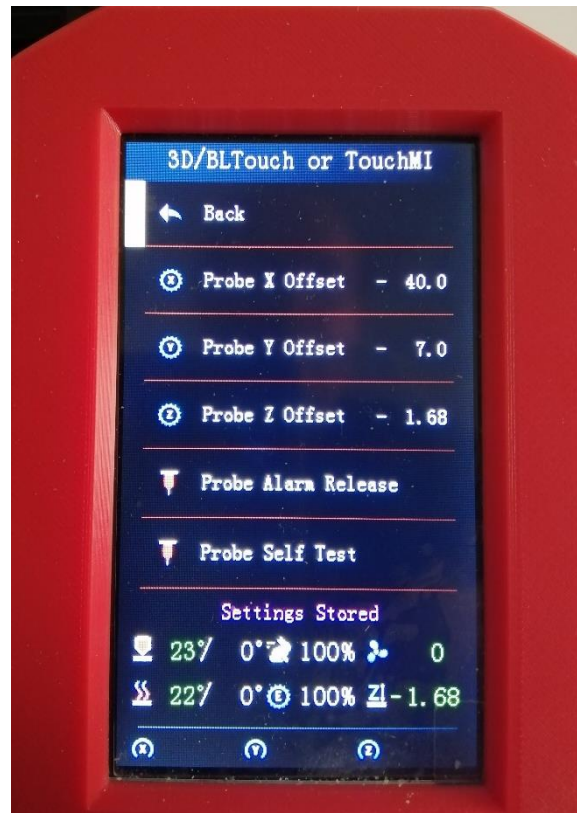 3D/BLTouch or TouchMI
Back
X Probe X Offset - 40.0
Y Probe Y Offset - 7.0
Z Probe Z Offset - 1.68
Probe Alarm Release
Probe Self Test
Settings Stored
23°/ 0° 100% 0
22°/ 0° E 100% Z -1.68
X Y Z